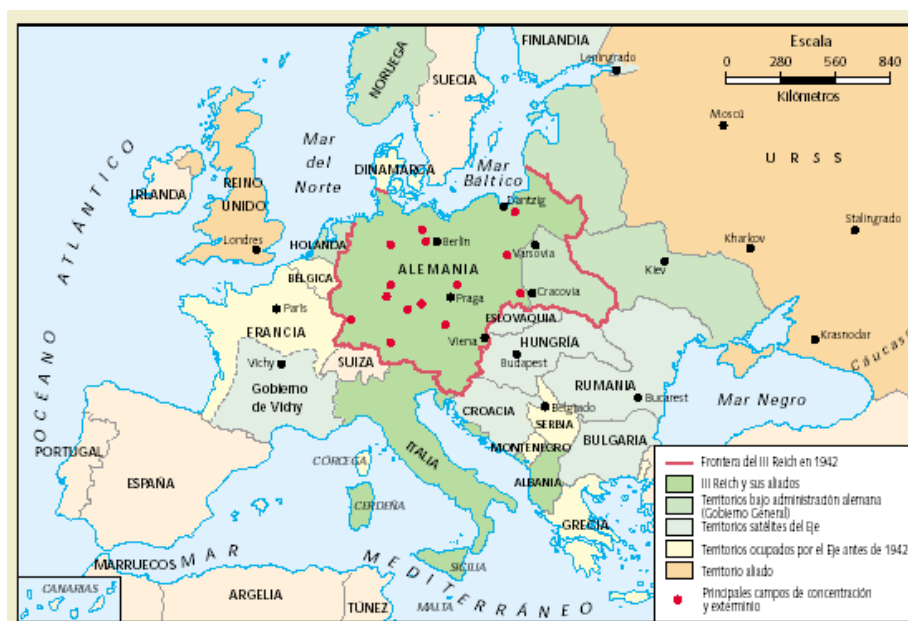 FINLANDIA
Leningrado
Escala
0 280 560 840
Kilómetros
NORUEGA
SUECIA
Moscú
URSS
Mar
del
Norte
DINAMARCA
Mar
Báltico
OCÉANO ATLÁNTICO
IRLANDA
REINO
UNIDO
Londres
HOLANDA
BÉLGICA
Dantzig
Berlín
ALEMANIA
Varsovia
Stalingrado
Kharkov
Kiev
París
Praga
Cracovia
FRANCIA
ESLOVAQUIA
Viena
HUNGRÍA
Budapest
Krasnodar
Cáucaso
Vichy
SUIZA
Gobierno
de Vichy
RUMANIA
Bucarest
Mar Negro
CROACIA
Belgrado
SERBIA
MONTENEGRO
BULGARIA
PORTUGAL
ESPAÑA
CÓRCEGA
ITALIA
ALBANIA
CERDEÑA
GRECIA
SICILIA
MAR MEDITERRÁNEO
MARRUECOS
CANARIAS
ARGELIA
TÚNEZ
MALTA
Frontera del III Reich en 1942
III Reich y sus aliados
Territorios bajo administración alemana
(Gobierno General)
Territorios satélites del Eje
Territorios ocupados por el Eje antes de 1942
Territorio aliado
Principales campos de concentración
y exterminio